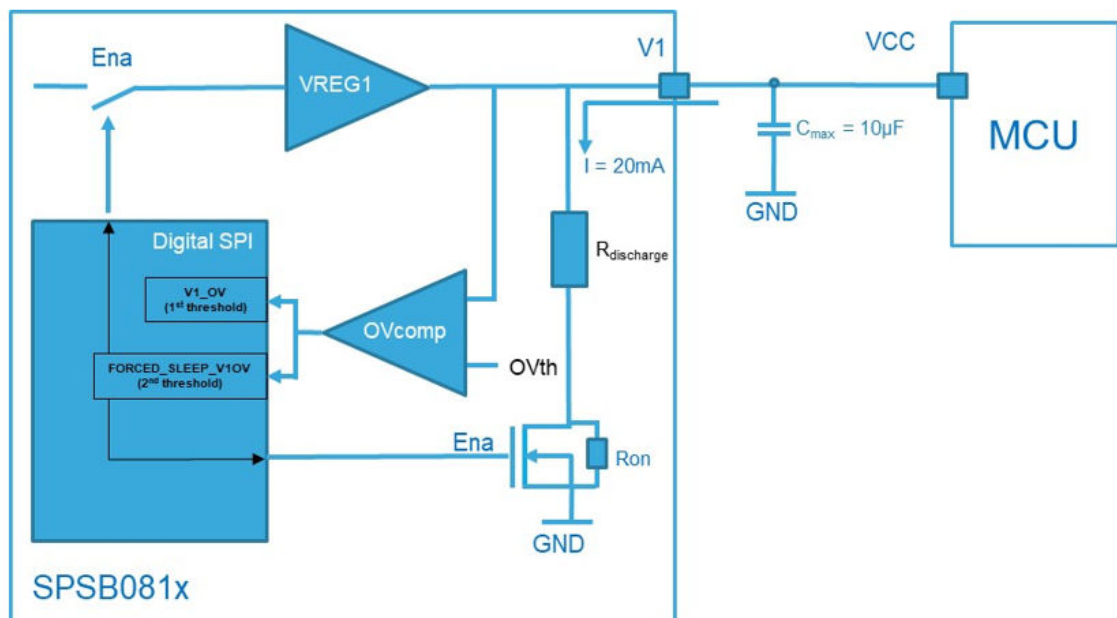 Ena
VREG1
V1
VCC
MCU
Cmax = 10µF
GND
I = 20mA
Rdischarge
Digital SPI
V1_OV
(1st threshold)
FORCED_SLEEP_V1OV
(2nd threshold)
OVcomp
OVth
Ena
Ron
GND
SPSB081x